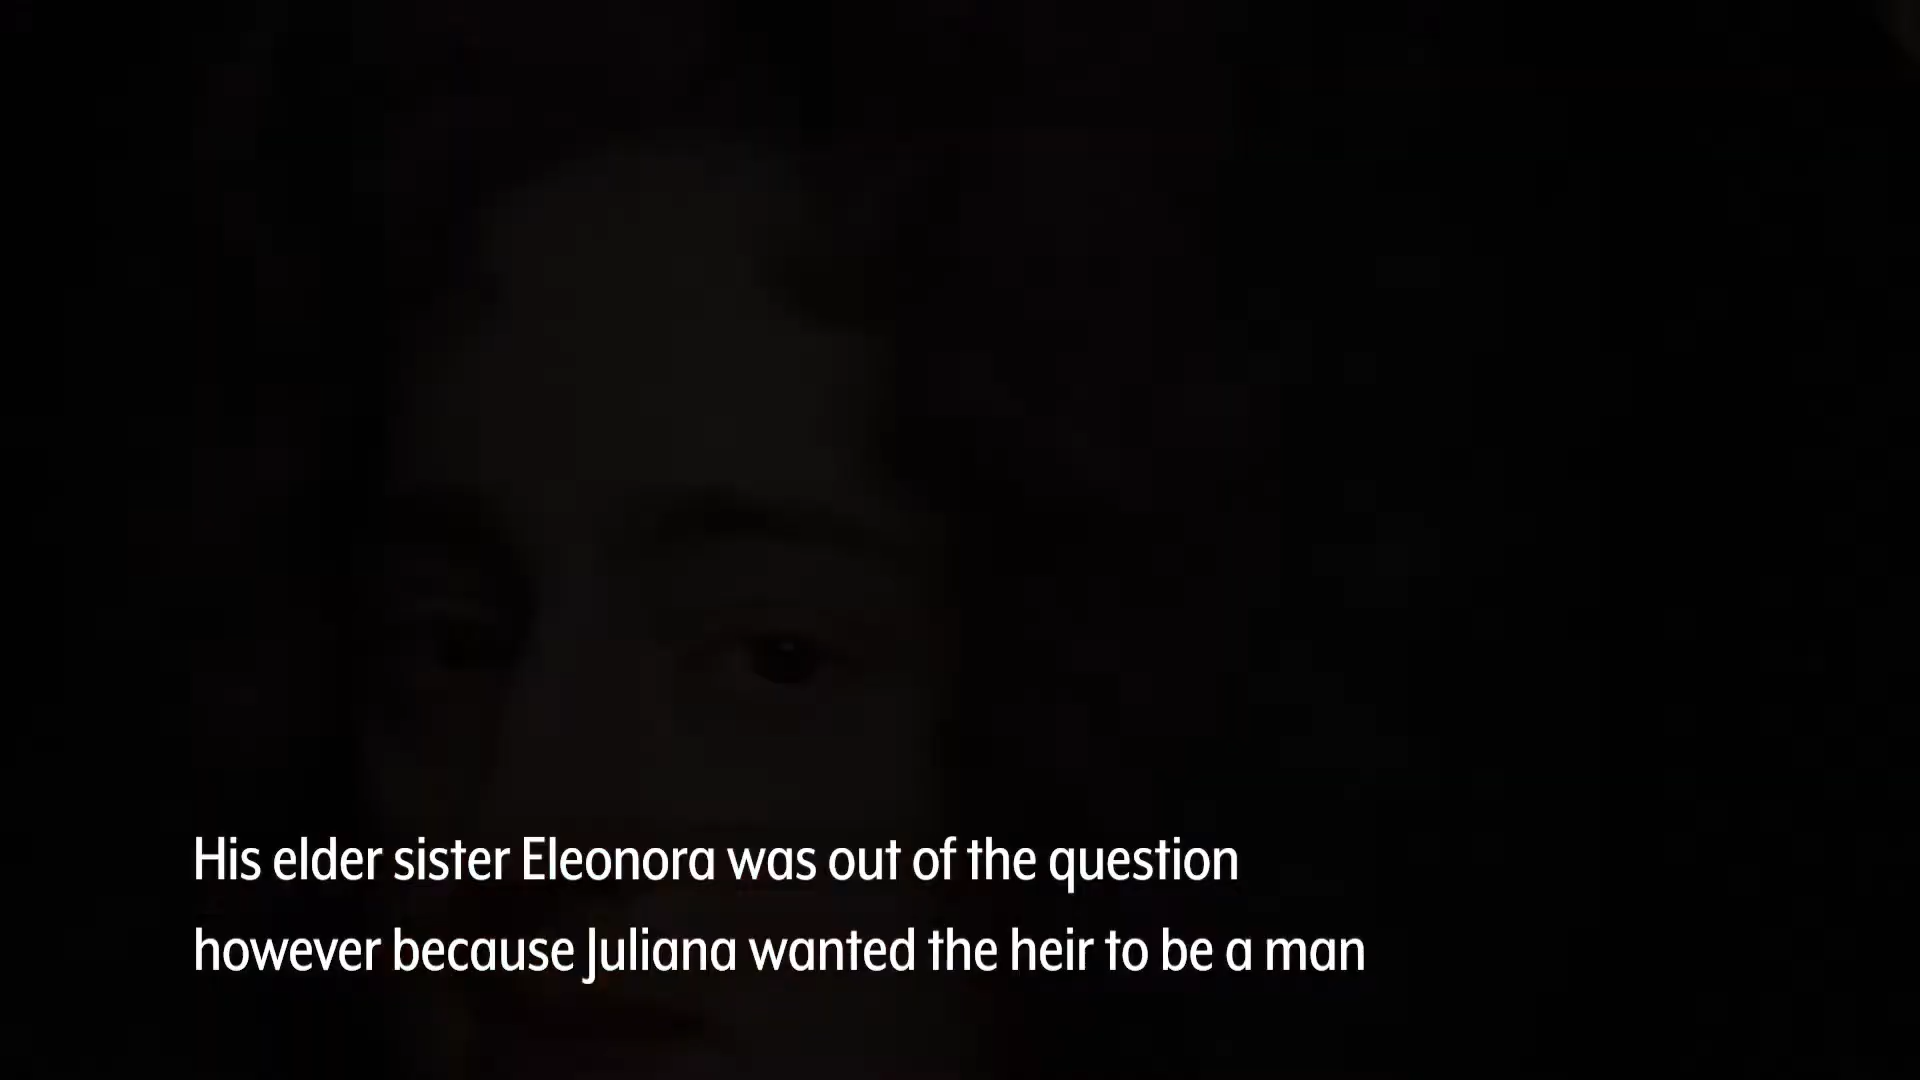 His elder sister Eleonora was out of the question
however because Juliana wanted the heir to be a man